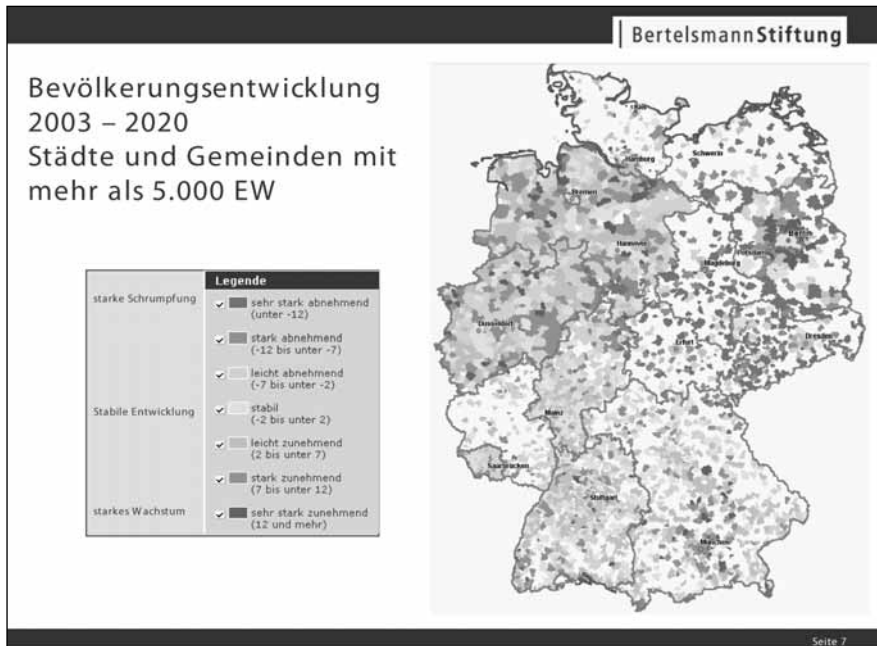 BertelsmannStiftung
Bevölkerungsentwicklung
2003 – 2020
Städte und Gemeinden mit
mehr als 5.000 EW
Legende
starke Schrumpfung
sehr stark abnehmend
(unter -12)
stark abnehmend
(-12 bis unter -7)
leicht abnehmend
(-7 bis unter -2)
Stabile Entwicklung
stabil
(-2 bis unter 2)
leicht zunehmend
(2 bis unter 7)
stark zunehmend
(7 bis unter 12)
starkes Wachstum
sehr stark zunehmend
(12 und mehr)
Kiel
Schwerin
Hamburg
Bremen
Berlin
Hannover
Potsdam
Magdeburg
Düsseldorf
Erfurt
Dresden
Mainz
Saarbrücken
Stuttgart
München
Seite 7